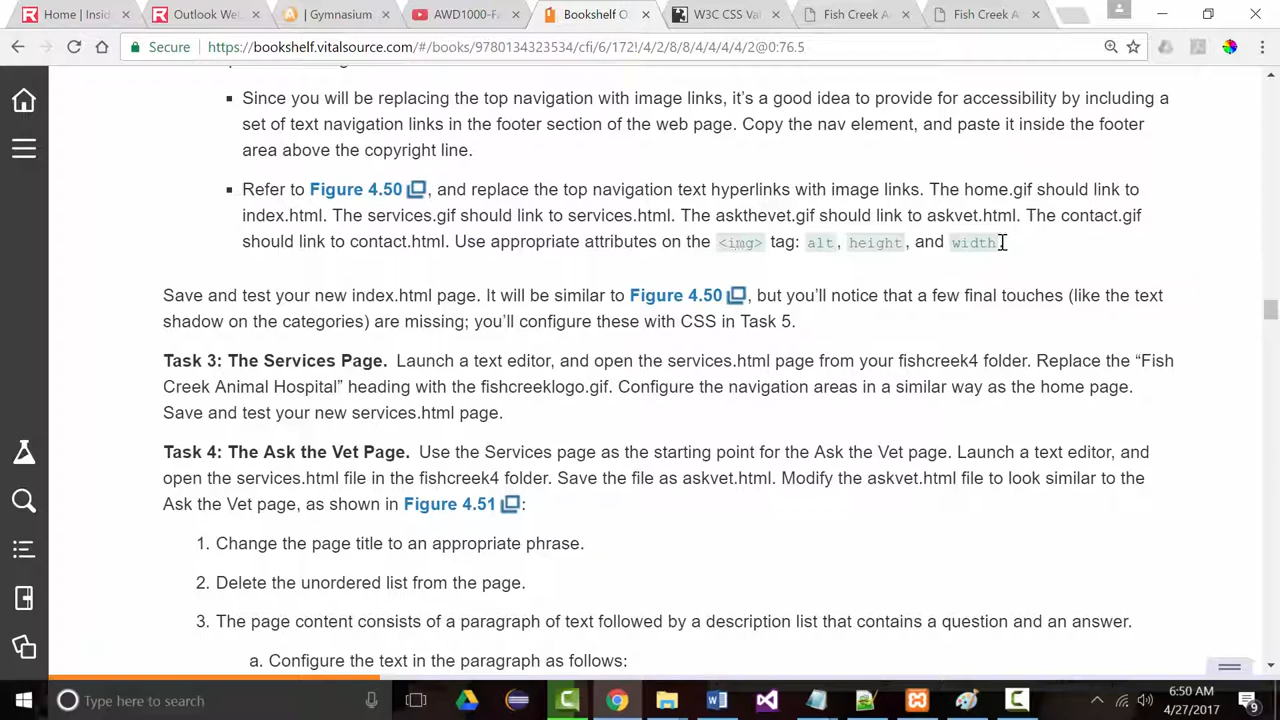 Home | Insid
Outlook We
| Gymnasium
AWD1000-F
Bookshelf O
W3C CSS Va
Fish Creek A
Fish Creek A
Secure
https://bookshelf.vitalsource.com/#/books/9780134323534/cfi/6/172!/4/2/8/8/4/4/4/4/2@0:76.5
Since you will be replacing the top navigation with image links, it’s a good idea to provide for accessibility by including a
set of text navigation links in the footer section of the web page. Copy the nav element, and paste it inside the footer
area above the copyright line.
Refer to Figure 4.50, and replace the top navigation text hyperlinks with image links. The home.gif should link to
index.html. The services.gif should link to services.html. The askthevet.gif should link to askvet.html. The contact.gif
should link to contact.html. Use appropriate attributes on the <img> tag: alt, height, and width.
Save and test your new index.html page. It will be similar to Figure 4.50, but you’ll notice that a few final touches (like the text
shadow on the categories) are missing; you’ll configure these with CSS in Task 5.
Task 3: The Services Page. Launch a text editor, and open the services.html page from your fishcreek4 folder. Replace the “Fish
Creek Animal Hospital” heading with the fishcreeklogo.gif. Configure the navigation areas in a similar way as the home page.
Save and test your new services.html page.
Task 4: The Ask the Vet Page. Use the Services page as the starting point for the Ask the Vet page. Launch a text editor, and
open the services.html file in the fishcreek4 folder. Save the file as askvet.html. Modify the askvet.html file to look similar to the
Ask the Vet page, as shown in Figure 4.51:
1. Change the page title to an appropriate phrase.
2. Delete the unordered list from the page.
3. The page content consists of a paragraph of text followed by a description list that contains a question and an answer.
a. Configure the text in the paragraph as follows:
Type here to search
6:50 AM
4/27/2017
9